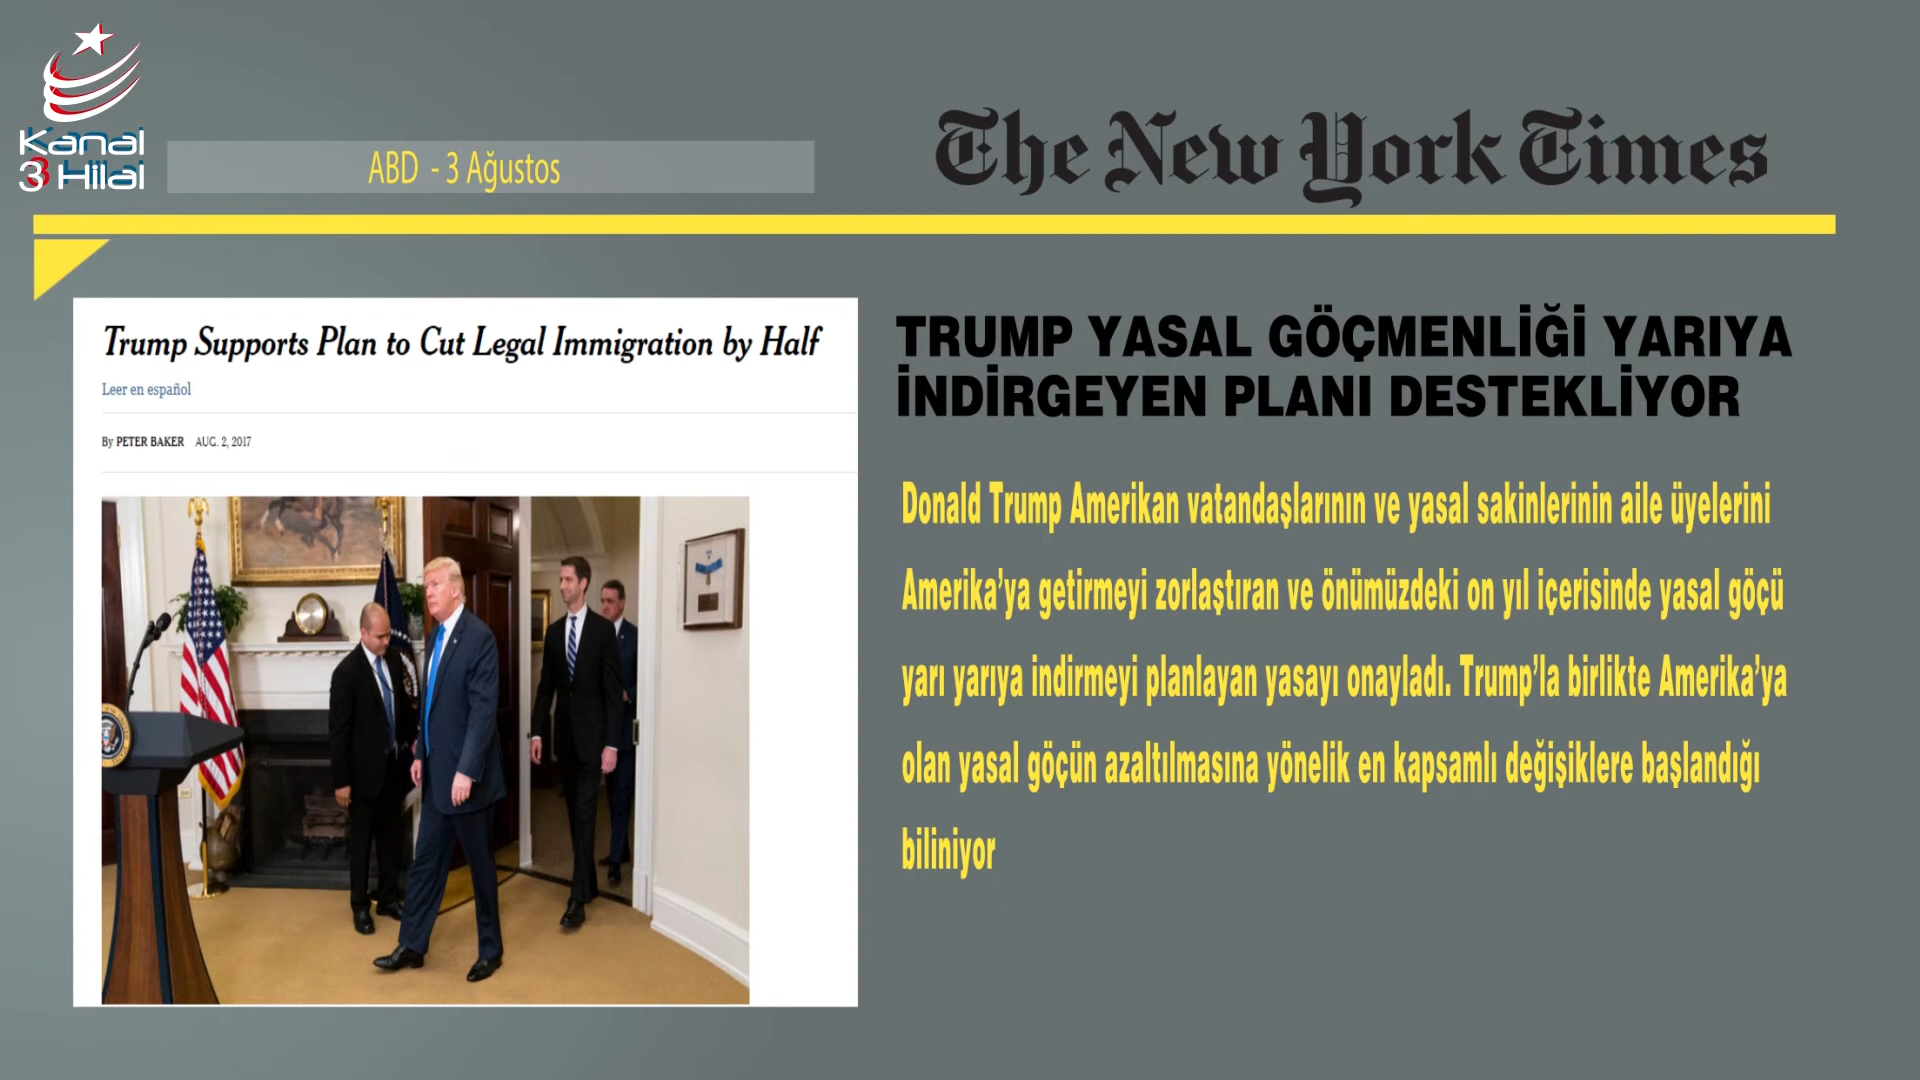 Kanal
3 Hilal
ABD - 3 Ağustos
The New York Times
Trump Supports Plan to Cut Legal Immigration by Half
Leer en español
By PETER BAKER AUG. 2, 2017
TRUMP YASAL GÖÇMENLİĞİ YARIYA
İNDİRGEYEN PLANI DESTEKLİYOR
Donald Trump Amerikan vatandaşlarının ve yasal sakinlerinin aile üyelerini
Amerika’ya getirmeyi zorlaştıran ve önümüzdeki on yıl içerisinde yasal göçü
yarı yarıya indirmeyi planlayan yasayı onayladı. Trump’la birlikte Amerika’ya
olan yasal göçün azaltılmasına yönelik en kapsamlı değişiklere başlandığı
biliniyor